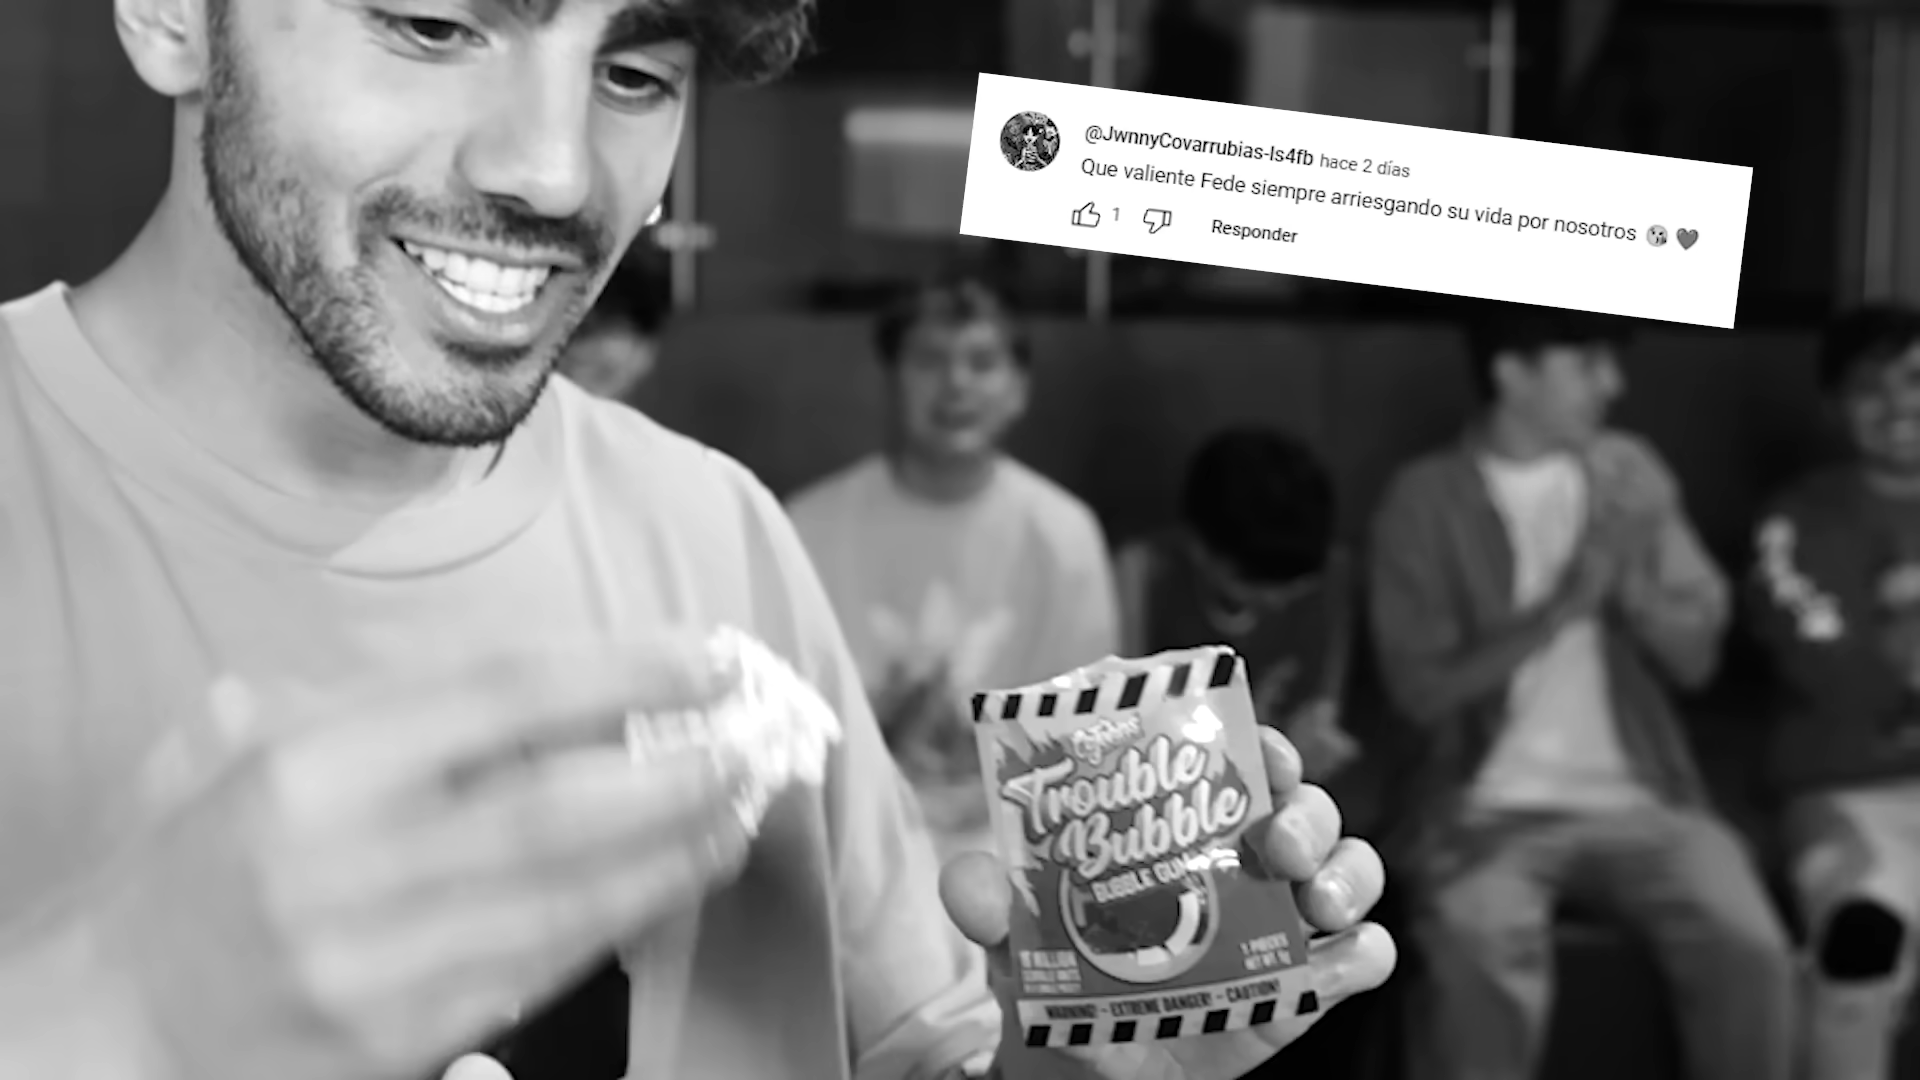 @JwnnyCovarrubias-ls4fb hace 2 días
Que valiente Fede siempre arriesgando su vida por nosotros 😘 🖤
1
Responder
Trouble
Bubble
BUBBLE GUM
WARNING! - EXTREME DANGER! - CAUTION!